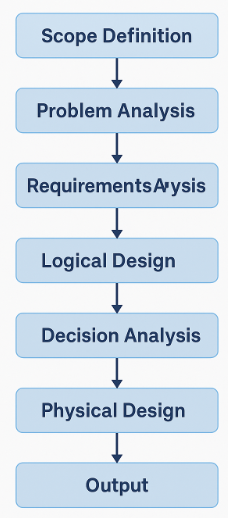 Scope Definition
Problem Analysis
Requirements
Logical Design
Decision Analysis
Physical Design
Output